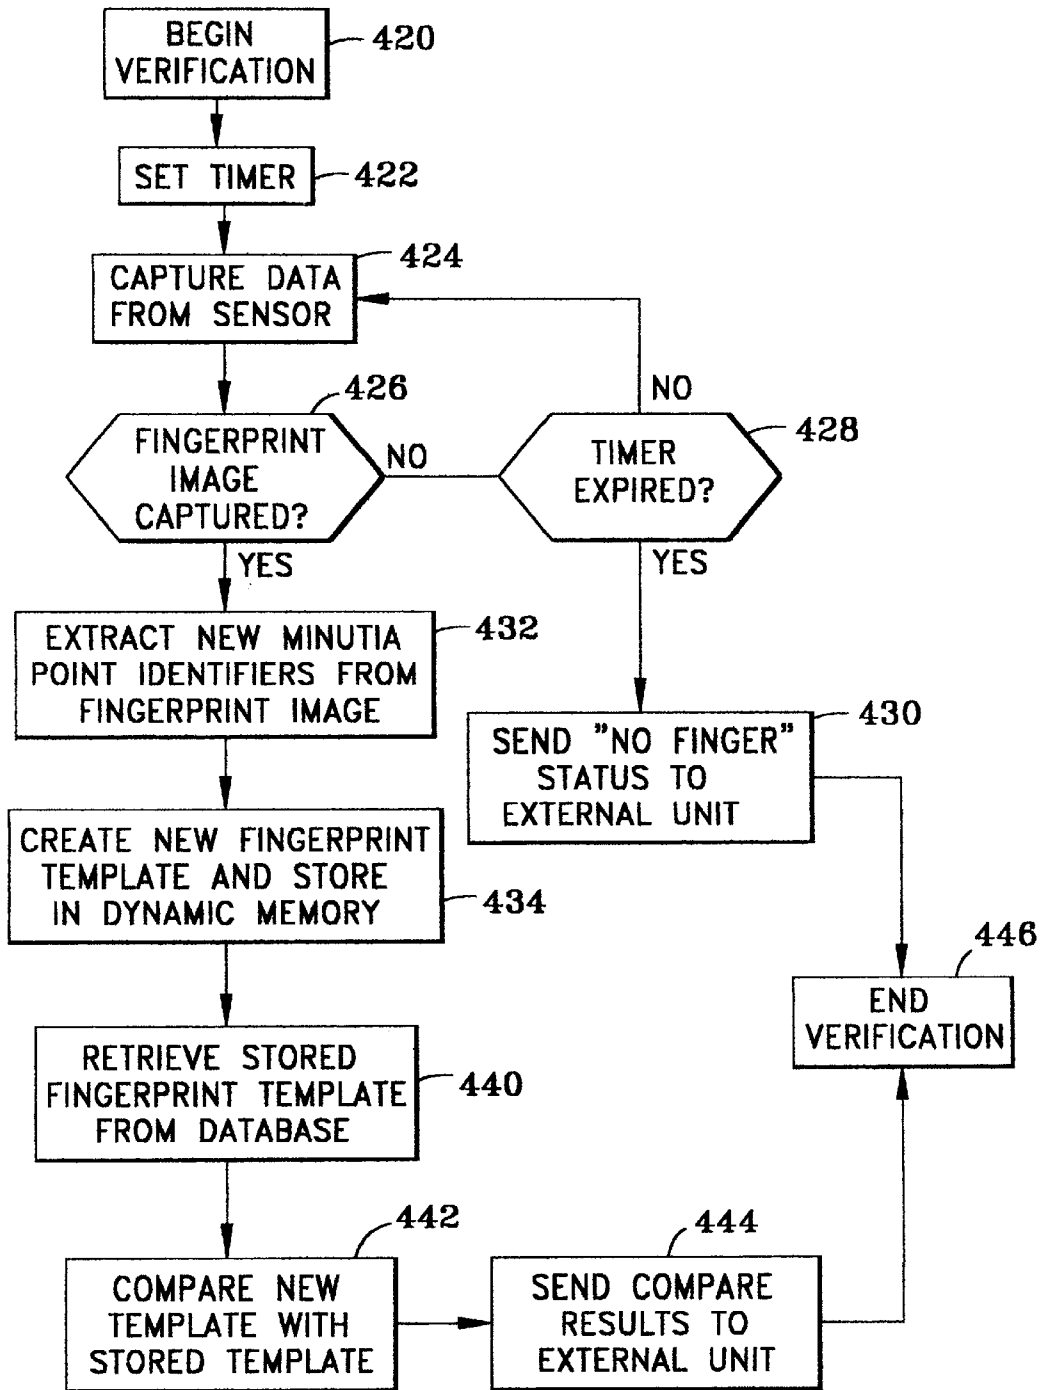 BEGIN
VERIFICATION
420
SET TIMER
422
CAPTURE DATA
FROM SENSOR
424
FINGERPRINT
IMAGE
CAPTURED?
426
NO
YES
TIMER
EXPIRED?
428
NO
YES
EXTRACT NEW MINUTIA
POINT IDENTIFIERS FROM
FINGERPRINT IMAGE
432
SEND "NO FINGER"
STATUS TO
EXTERNAL UNIT
430
CREATE NEW FINGERPRINT
TEMPLATE AND STORE
IN DYNAMIC MEMORY
434
RETRIEVE STORED
FINGERPRINT TEMPLATE
FROM DATABASE
440
COMPARE NEW
TEMPLATE WITH
STORED TEMPLATE
442
SEND COMPARE
RESULTS TO
EXTERNAL UNIT
444
END
VERIFICATION
446